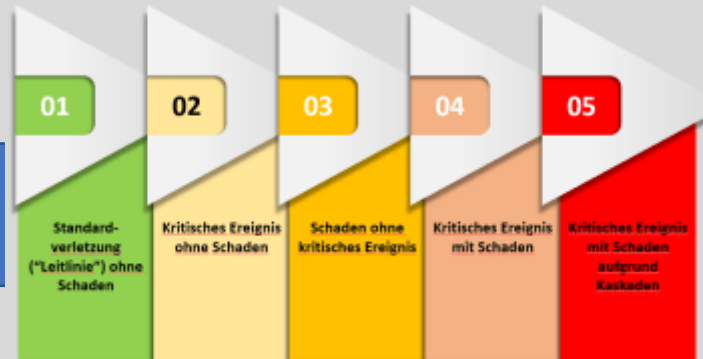 01
02
03
04
05
Standard-
verletzung
("Leitlinie") ohne
Schaden
Kritisches Ereignis
ohne Schaden
Schaden ohne
kritisches Ereignis
Kritisches Ereignis
mit Schaden
Kritisches Ereignis
mit Schaden
aufgrund
Kaskaden